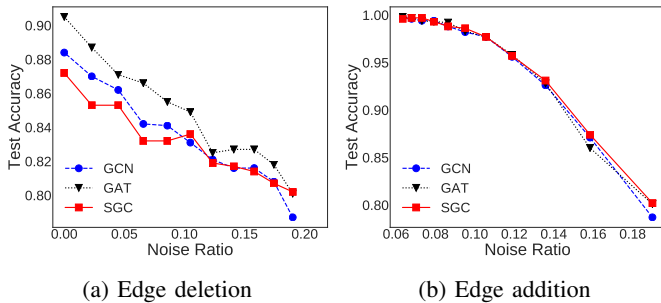 Test Accuracy
0.90
0.88
0.86
0.84
0.82
0.80
GCN
GAT
SGC
0.00 0.05 0.10 0.15 0.20
Noise Ratio
(a) Edge deletion
Test Accuracy
1.00
0.95
0.90
0.85
0.80
GCN
GAT
SGC
0.06 0.08 0.10 0.12 0.14 0.16 0.18
Noise Ratio
(b) Edge addition